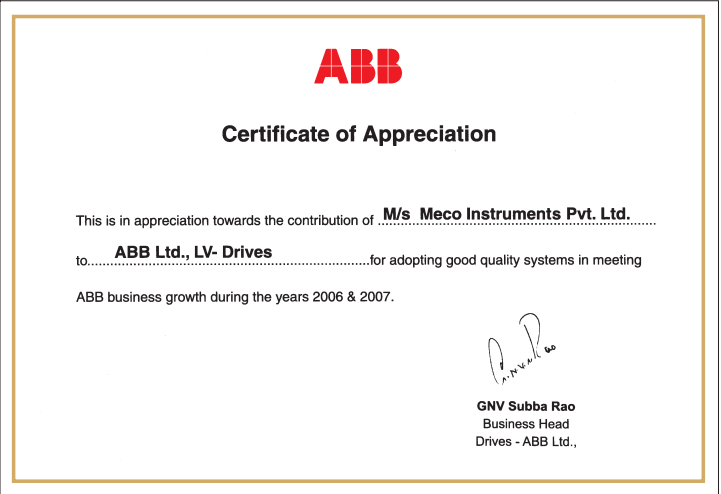 ABB
Certificate of Appreciation
This is in appreciation towards the contribution of M/s Meco Instruments Pvt. Ltd.
to ABB Ltd., LV- Drives for adopting good quality systems in meeting
ABB business growth during the years 2006 & 2007.
GNV Subba Rao
Business Head
Drives - ABB Ltd.,